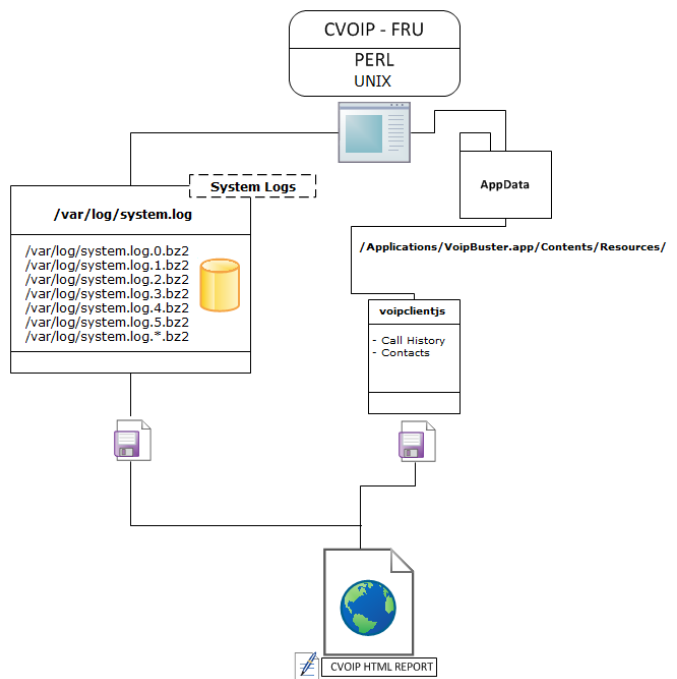 CVOIP - FRU
PERL
UNIX
System Logs
/var/log/system.log
/var/log/system.log.0.bz2
/var/log/system.log.1.bz2
/var/log/system.log.2.bz2
/var/log/system.log.3.bz2
/var/log/system.log.4.bz2
/var/log/system.log.5.bz2
/var/log/system.log.*.bz2
AppData
/Applications/VoipBuster.app/Contents/Resources/
voipclientjs
- Call History
- Contacts
CVOIP HTML REPORT